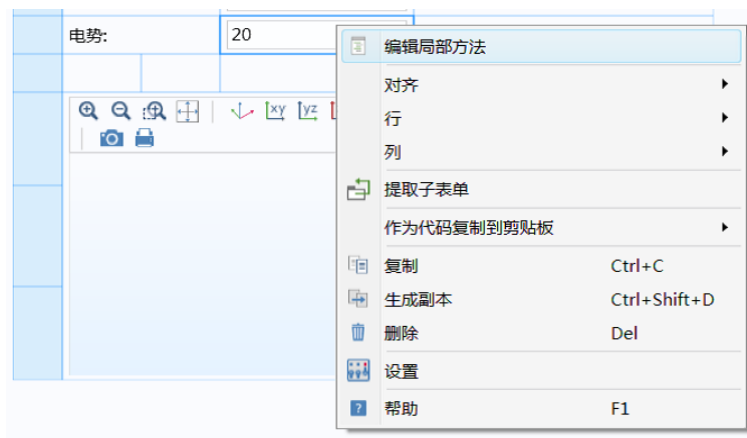 电势:
20
编辑局部方法
对齐
行
列
提取子表单
作为代码复制到剪贴板
复制 Ctrl+C
生成副本 Ctrl+Shift+D
删除 Del
设置
帮助 F1
xy yz